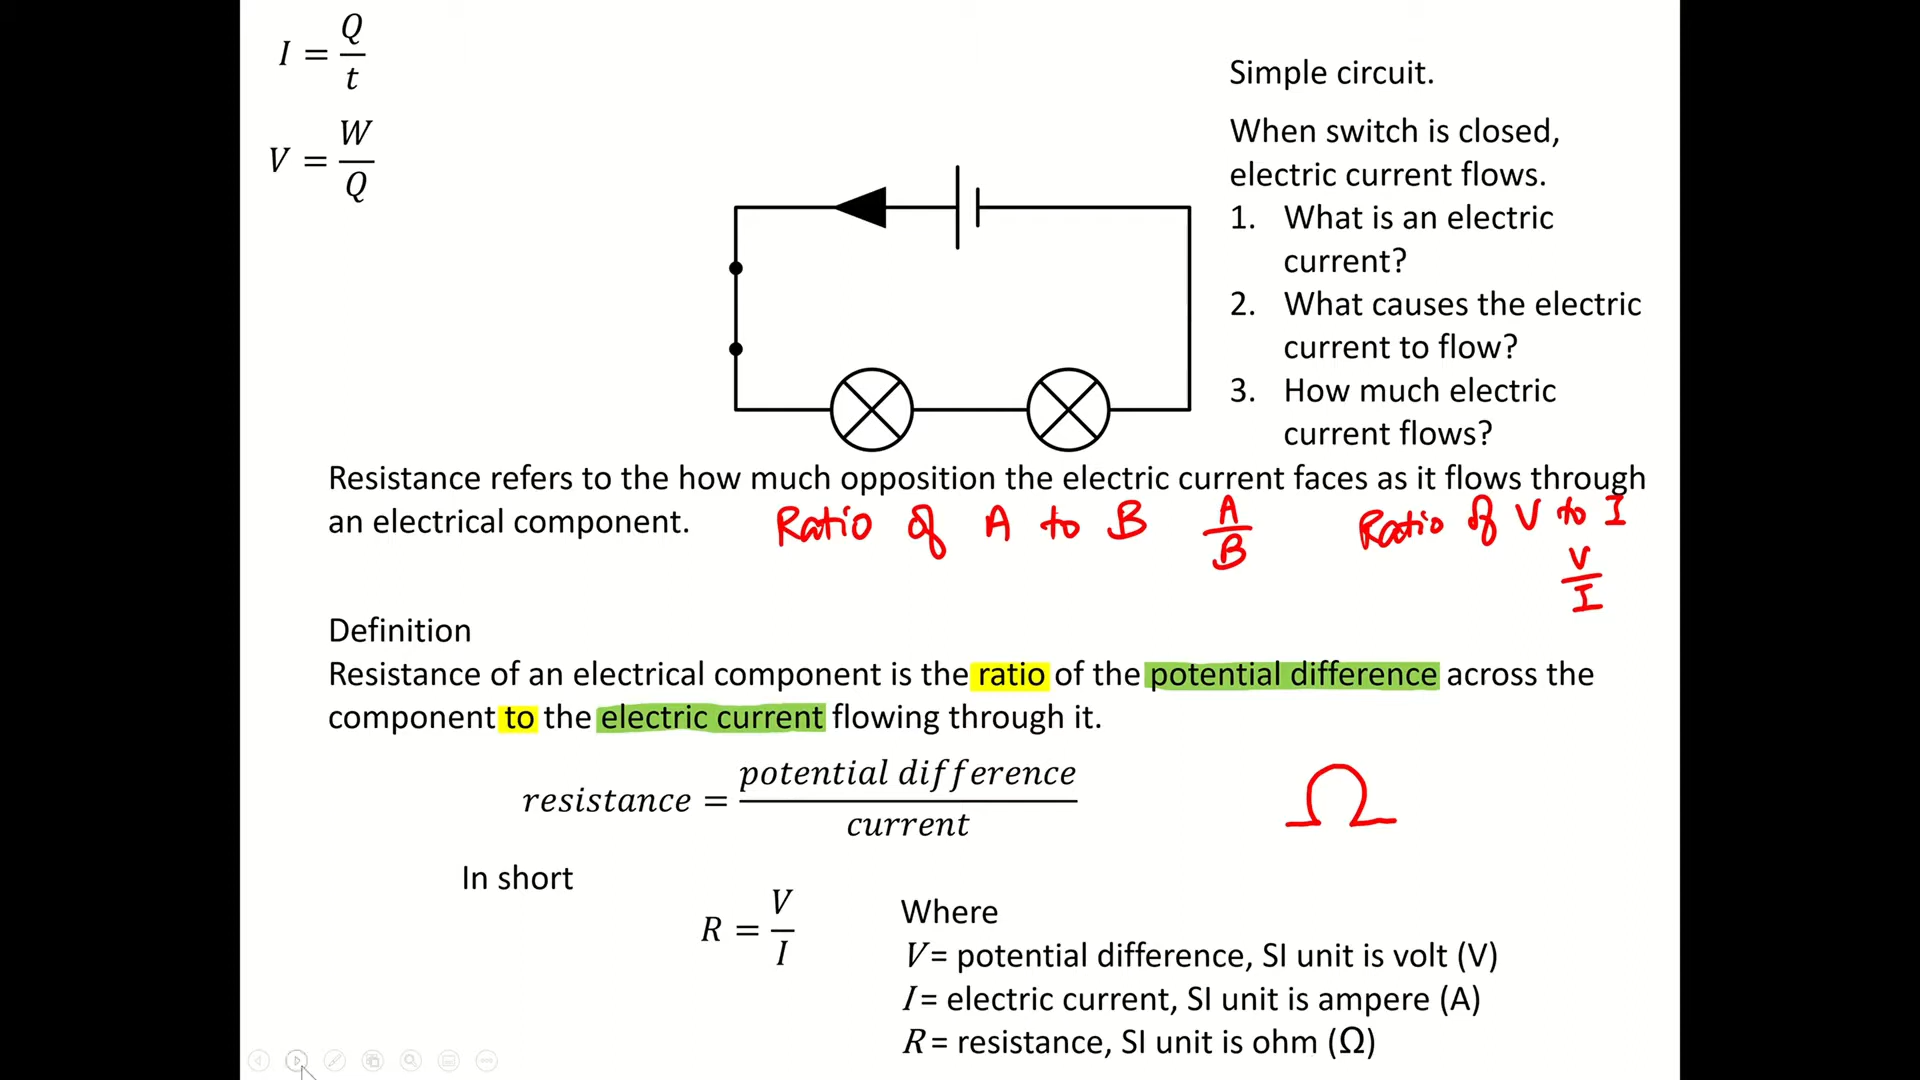 I = Q/t
V = W/Q
Simple circuit.
When switch is closed,
electric current flows.
1. What is an electric
current?
2. What causes the electric
current to flow?
3. How much electric
current flows?
Resistance refers to the how much opposition the electric current faces as it flows through
an electrical component.
Ratio of A to B A/B
Ratio of V to I
V/I
Definition
Resistance of an electrical component is the ratio of the potential difference across the
component to the electric current flowing through it.
resistance = potential difference/current
Ω
In short
R = V/I
Where
V= potential difference, SI unit is volt (V)
I= electric current, SI unit is ampere (A)
R= resistance, SI unit is ohm (Ω)